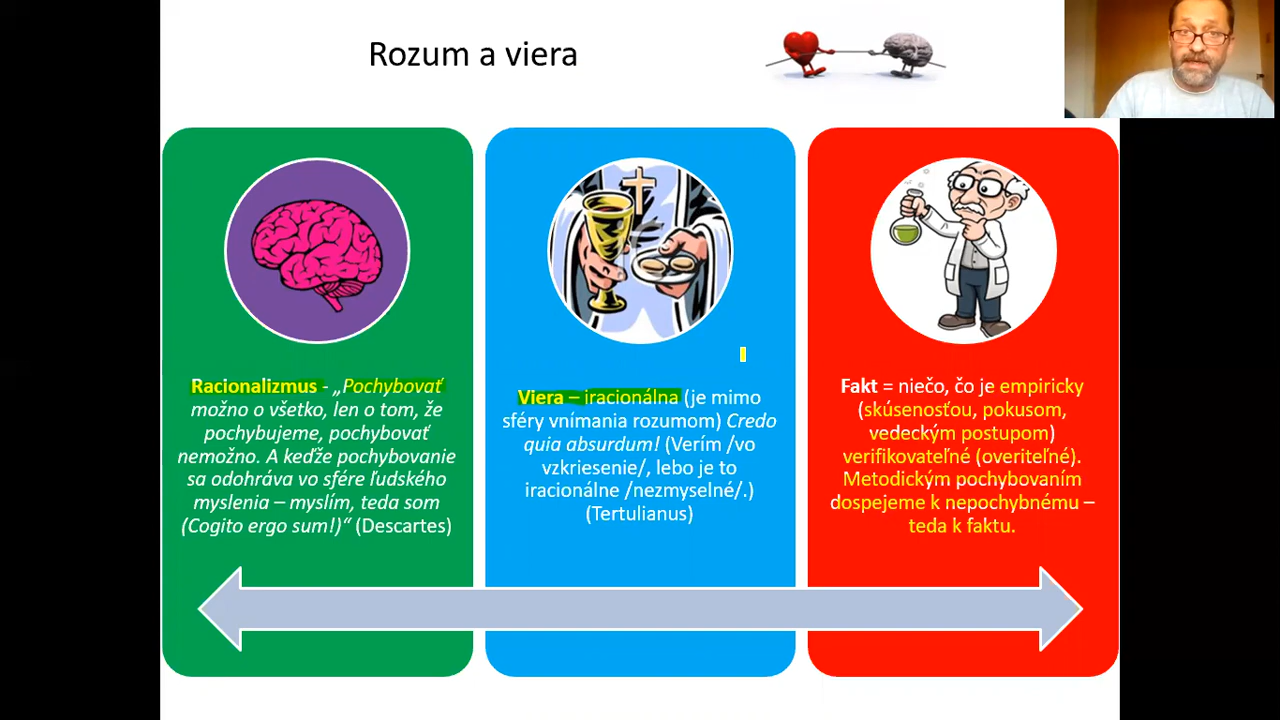 Rozum a viera
Racionalizmus - „Pochybovať
možno o všetko, len o tom, že
pochybujeme, pochybovať
nemožno. A keďže pochybovanie
sa odohráva vo sfére ľudského
myslenia – myslím, teda som
(Cogito ergo sum!)“ (Descartes)
Viera – iracionálna (je mimo
sféry vnímania rozumom) Credo
quia absurdum! (Verím /vo
vzkriesenie/, lebo je to
iracionálne /nezmyselné/.)
(Tertulianus)
Fakt = niečo, čo je empiricky
(skúsenosťou, pokusom,
vedeckým postupom)
verifikovateľné (overiteľné).
Metodickým pochybovaním
dospejeme k nepochybnému –
teda k faktu.